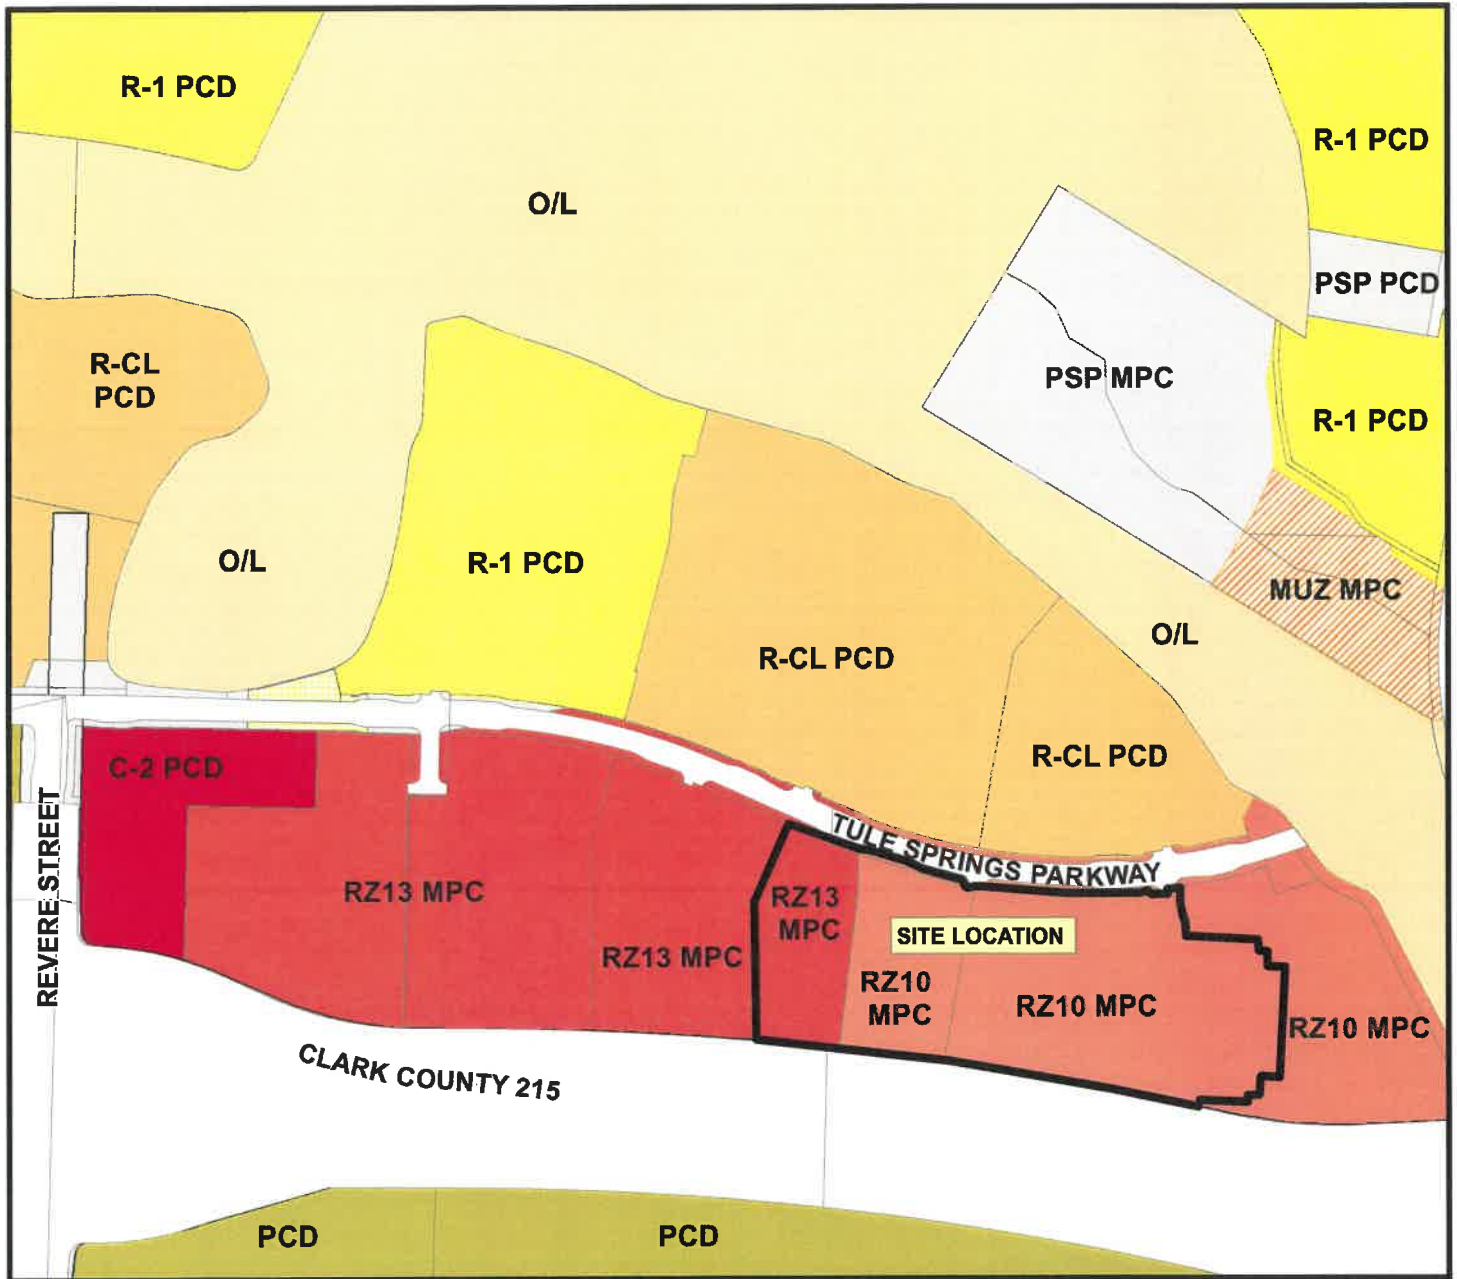 R-1 PCD
R-1 PCD
O/L
PSP PCD
R-CL
PCD
PSP MPC
R-1 PCD
O/L
R-1 PCD
MUZ MPC
O/L
R-CL PCD
R-CL PCD
C-2 PCD
REVERE STREET
TULE SPRINGS PARKWAY
RZ13 MPC
RZ13
MPC
SITE LOCATION
RZ13 MPC
RZ10
MPC
RZ10 MPC
RZ10 MPC
CLARK COUNTY 215
PCD
PCD